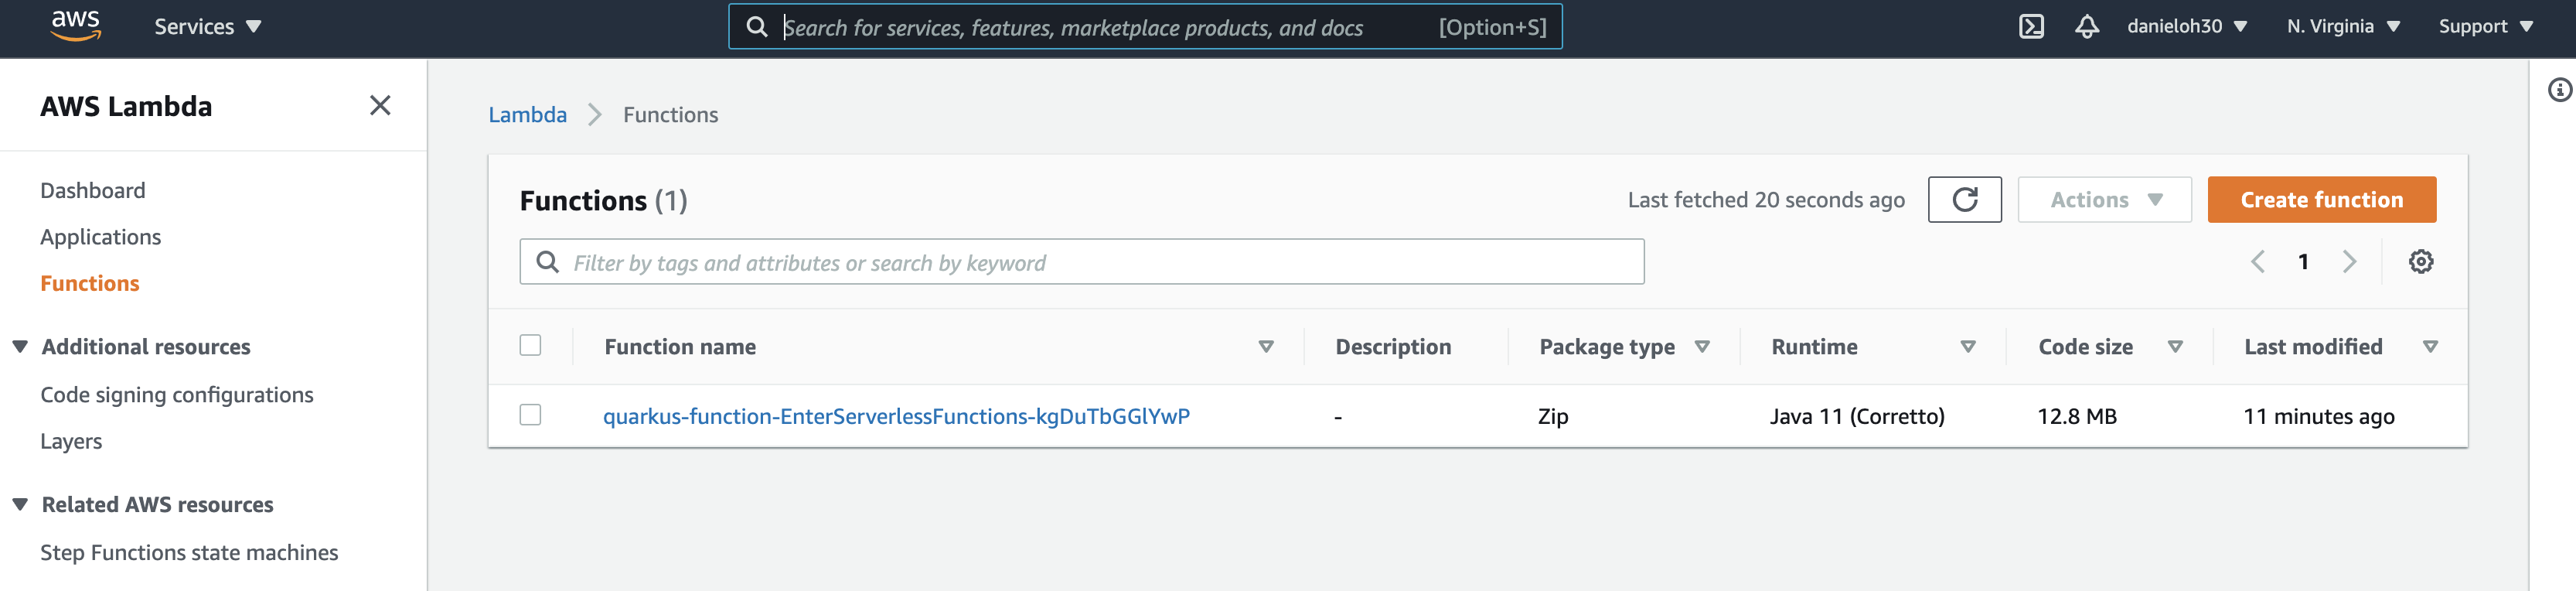 aws Services Search for services, features, marketplace products, and docs [Option+S] danieloh30 N. Virginia Support
AWS Lambda
Dashboard
Applications
Functions
Additional resources
Code signing configurations
Layers
Related AWS resources
Step Functions state machines
Lambda Functions
Functions (1) Last fetched 20 seconds ago Actions Create function
Filter by tags and attributes or search by keyword 1
Function name Description Package type Runtime Code size Last modified
quarkus-function-EnterServerlessFunctions-kgDuTbGGlYwP - Zip Java 11 (Corretto) 12.8 MB 11 minutes ago